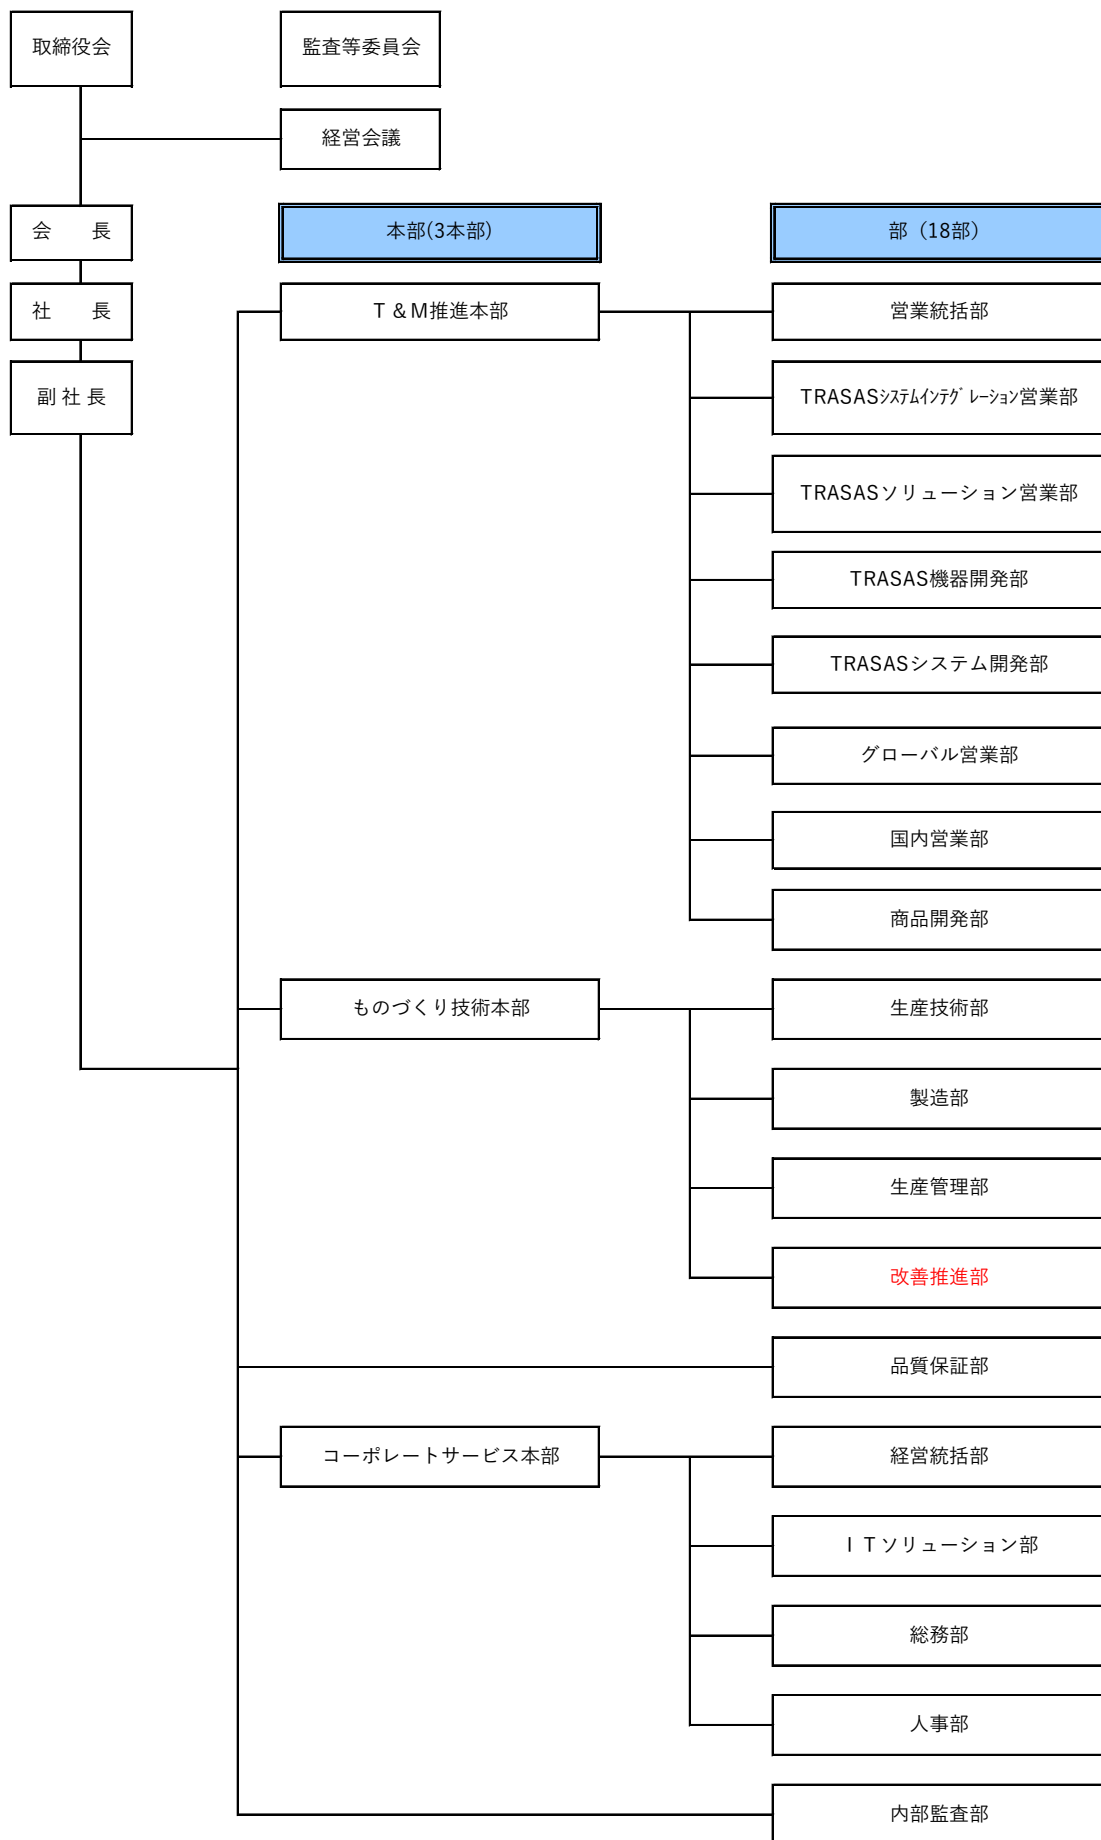 取締役会
監査等委員会
経営会議
会　　長
本部(3本部)
部（18部）
社　　長
T＆M推進本部
営業統括部
副 社 長
TRASASｼｽﾃﾑｲﾝﾃｸﾞﾚｰｼｮﾝ営業部
TRASASソリューション営業部
TRASAS機器開発部
TRASASシステム開発部
グローバル営業部
国内営業部
商品開発部
ものづくり技術本部
生産技術部
製造部
生産管理部
改善推進部
品質保証部
コーポレートサービス本部
経営統括部
ＩＴソリューション部
総務部
人事部
内部監査部